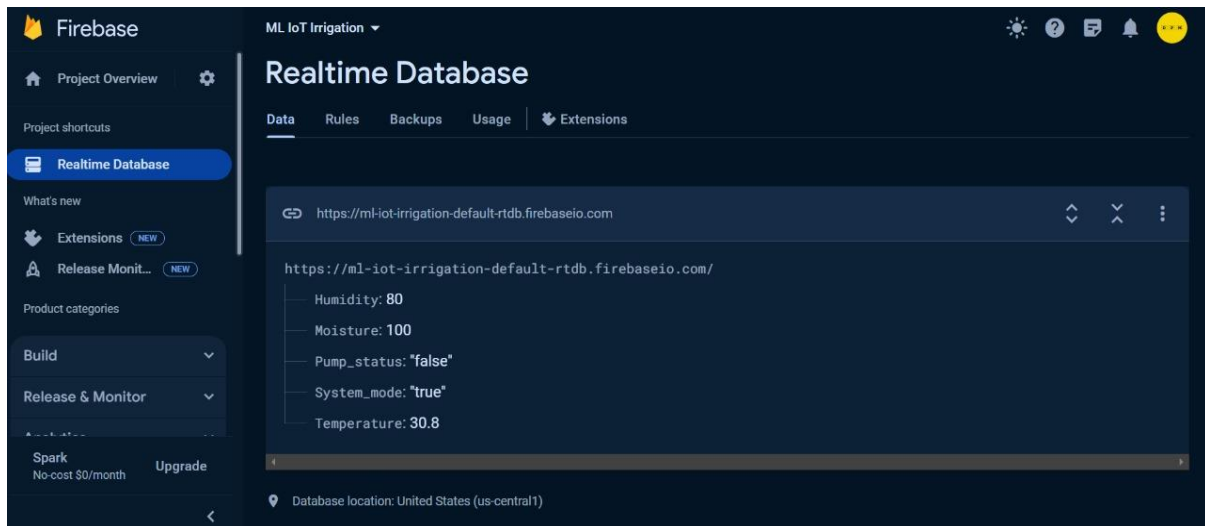 Firebase
Project Overview
Project shortcuts
Realtime Database
What's new
Extensions NEW
Release Monit... NEW
Product categories
Build
Release & Monitor
Spark
No-cost $0/month
Upgrade
ML IoT Irrigation
Realtime Database
Data Rules Backups Usage Extensions
https://ml-iot-irrigation-default-rtdb.firebaseio.com
https://ml-iot-irrigation-default-rtdb.firebaseio.com/
Humidity: 80
Moisture: 100
Pump_status: "false"
System_mode: "true"
Temperature: 30.8
Database location: United States (us-central1)